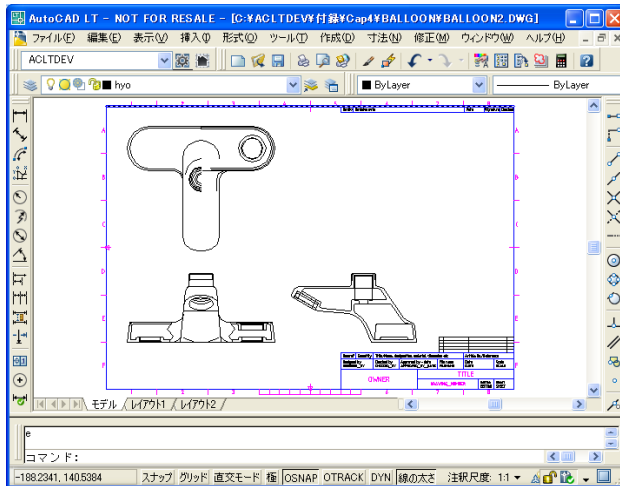 AutoCAD LT - NOT FOR RESALE - [C:¥ACLTDEV¥付録¥Cap4¥BALLOON¥BALLOON2.DWG]
ファイル(F) 編集(E) 表示(V) 挿入(I) 形式(O) ツール(T) 作成(D) 寸法(N) 修正(M) ウィンドウ(W) ヘルプ(H)
ACLTDEV
hyo ByLayer ByLayer
1 2 3
A
B
C
D
E
F
OWNER
TITLE
DRAWING_NUMBER
モデル レイアウト1 レイアウト2
e
コマンド:
-188.2341, 140.5384 スナップ グリッド 直交モード 極 OSNAP OTRACK DYN 線の太さ 注釈尺度: 1:1